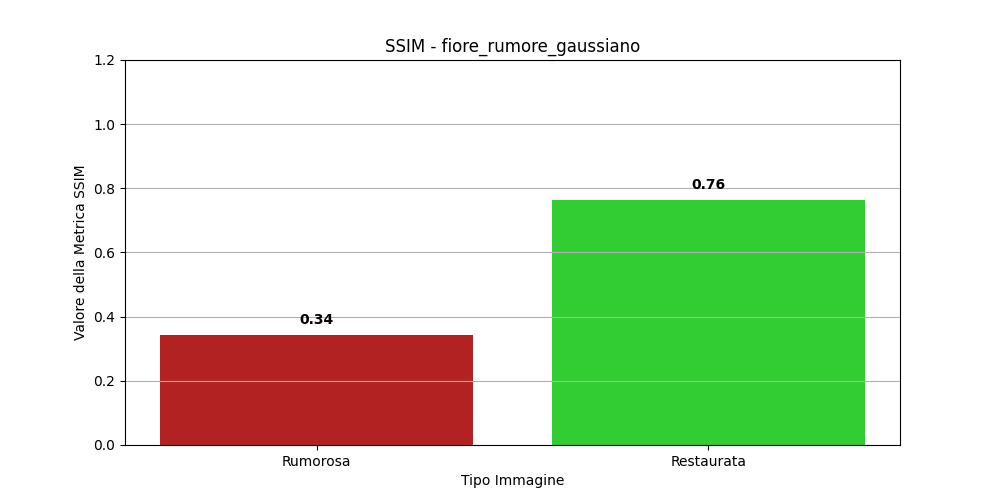 SSIM - fiore_rumore_gaussiano
1.2
1.0
0.8
0.6
0.4
0.2
0.0
Valore della Metrica SSIM
0.34
0.76
Rumorosa
Restaurata
Tipo Immagine